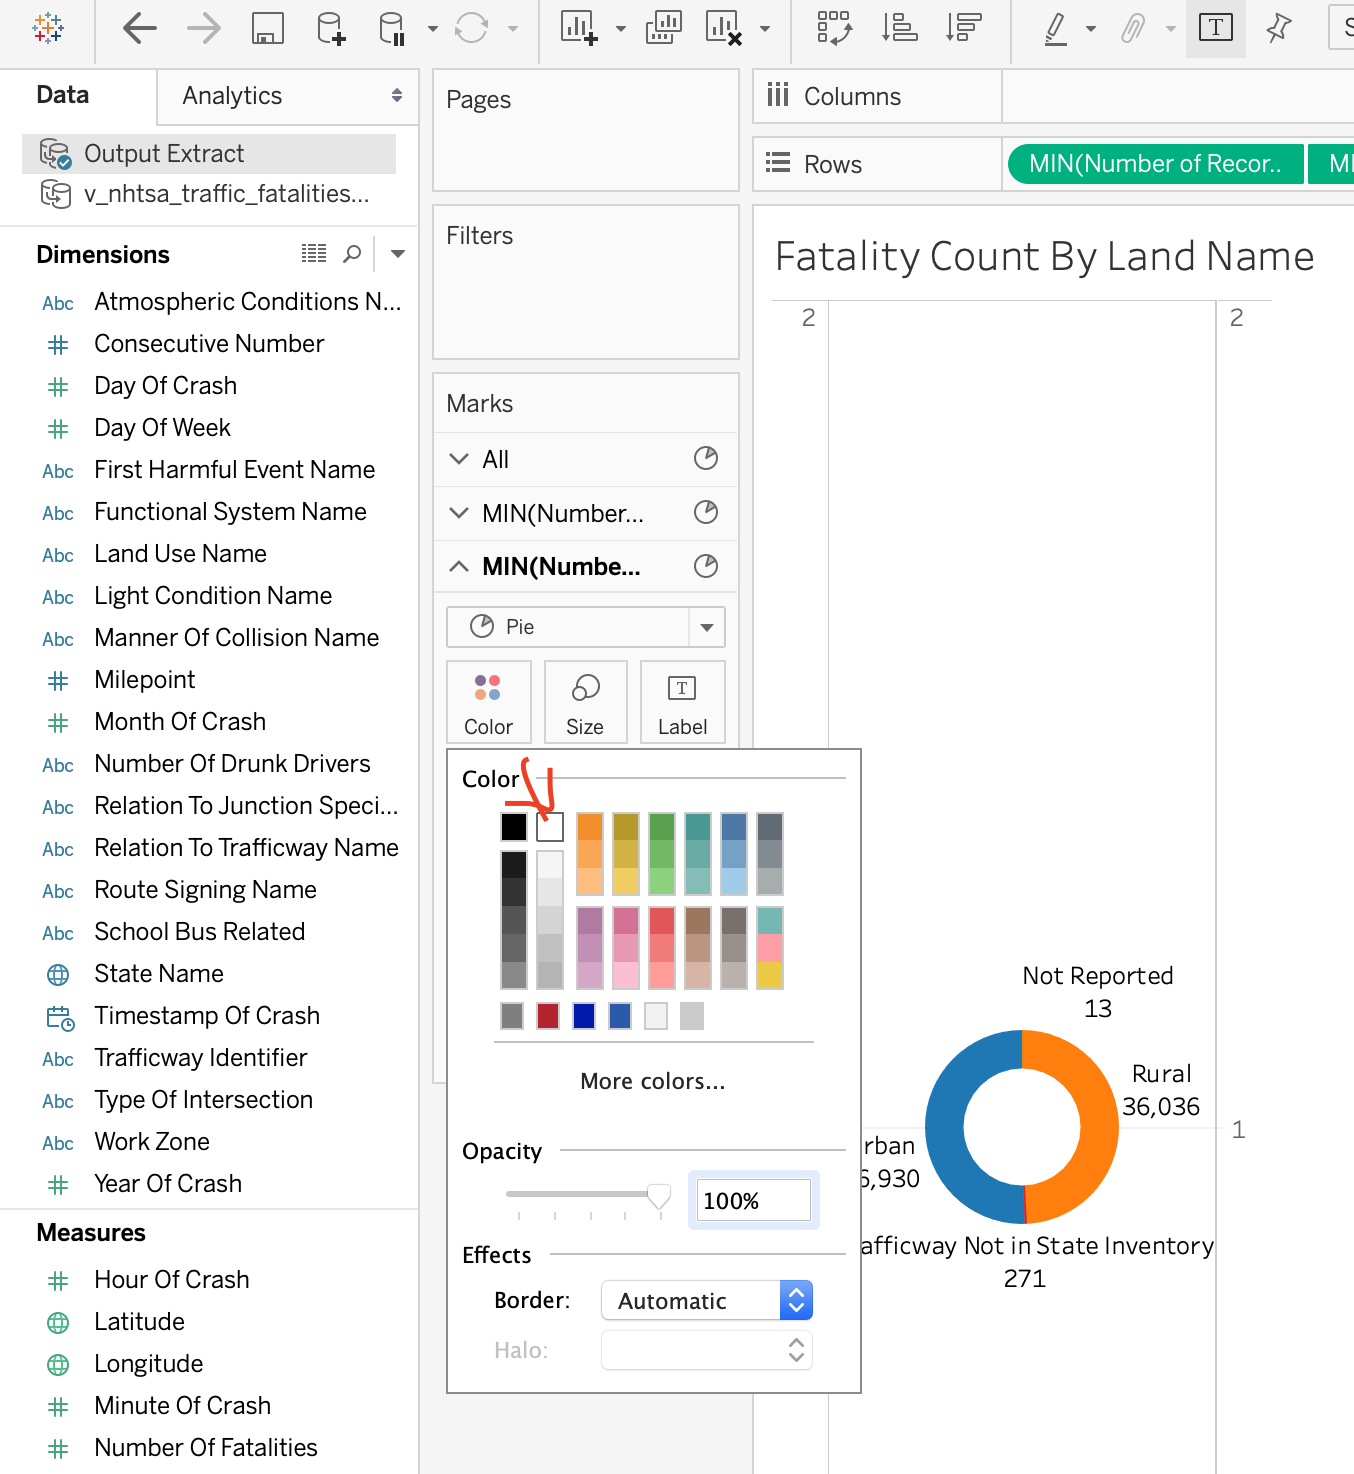 Data
Analytics
Output Extract
v_nhtsa_traffic_fatalities...
Dimensions
Abc Atmospheric Conditions N...
Consecutive Number
Day Of Crash
Day Of Week
Abc First Harmful Event Name
Abc Functional System Name
Abc Land Use Name
Abc Light Condition Name
Abc Manner Of Collision Name
Milepoint
Month Of Crash
Abc Number Of Drunk Drivers
Abc Relation To Junction Speci...
Abc Relation To Trafficway Name
Abc Route Signing Name
Abc School Bus Related
State Name
Timestamp Of Crash
Abc Trafficway Identifier
Abc Type Of Intersection
Abc Work Zone
Year Of Crash
Measures
Hour Of Crash
Latitude
Longitude
Minute Of Crash
Number Of Fatalities
Pages
Filters
Marks
All
MIN(Number...
MIN(Numbe...
Pie
Color
Size
Label
Color
More colors...
Opacity
100%
Effects
Border: Automatic
Halo:
Columns
Rows
MIN(Number of Recor..
MI
Fatality Count By Land Name
2
2
Not Reported
13
Rural
36,036
1
rban
6,930
afficway Not in State Inventory
271